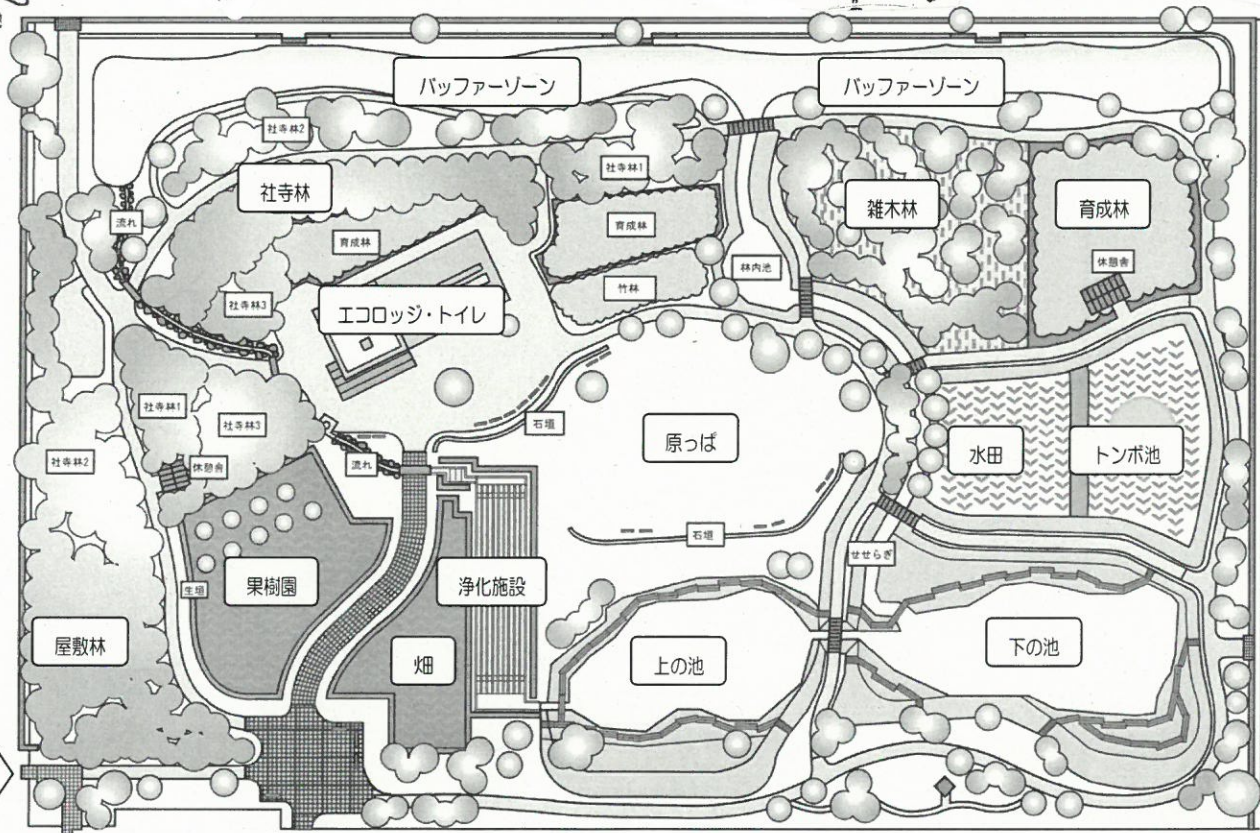 バッファーゾーン
バッファーゾーン
社寺林2
社寺林1
社寺林
雑木林
育成林
流れ
育成林
育成林
林内池
休憩舎
竹林
社寺林3
エコロッジ・トイレ
社寺林1
社寺林3
石垣
原っぱ
水田
トンボ池
社寺林2
休憩舎
流れ
石垣
せせらぎ
生垣
果樹園
浄化施設
屋敷林
畑
上の池
下の池